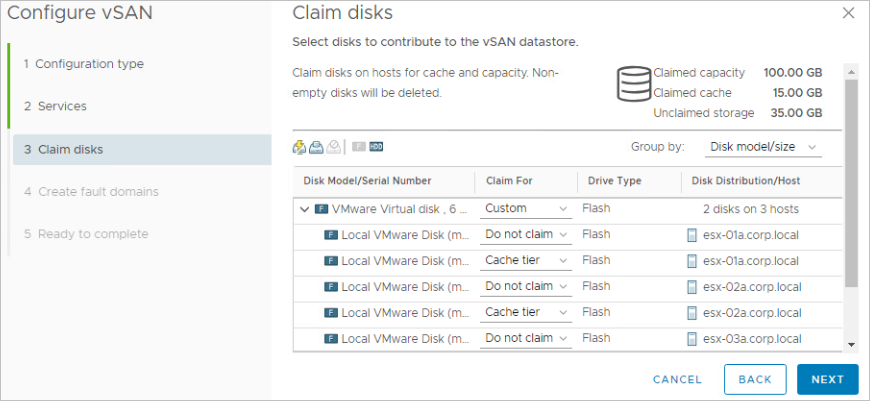 Configure vSAN
1 Configuration type
2 Services
3 Claim disks
4 Create fault domains
5 Ready to complete
Claim disks
Select disks to contribute to the vSAN datastore.
Claim disks on hosts for cache and capacity. Non-
empty disks will be deleted.
Claimed capacity 100.00 GB
Claimed cache 15.00 GB
Unclaimed storage 35.00 GB
F HDD
Group by: Disk model/size
Disk Model/Serial Number Claim For Drive Type Disk Distribution/Host
F VMware Virtual disk , 6 ... Custom Flash 2 disks on 3 hosts
F Local VMware Disk (m... Do not claim Flash esx-01a.corp.local
F Local VMware Disk (m... Cache tier Flash esx-01a.corp.local
F Local VMware Disk (m... Do not claim Flash esx-02a.corp.local
F Local VMware Disk (m... Cache tier Flash esx-02a.corp.local
F Local VMware Disk (m... Do not claim Flash esx-03a.corp.local
CANCEL BACK NEXT